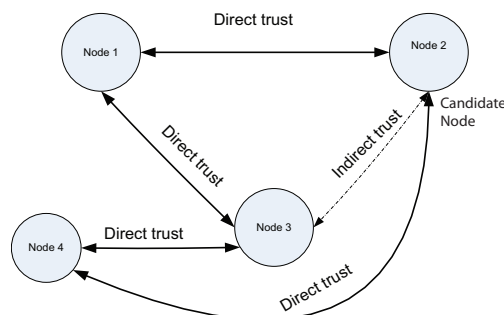 Direct trust
Node 1
Node 2
Candidate
Node
Direct trust
Indirect trust
Node 3
Direct trust
Node 4
Direct trust